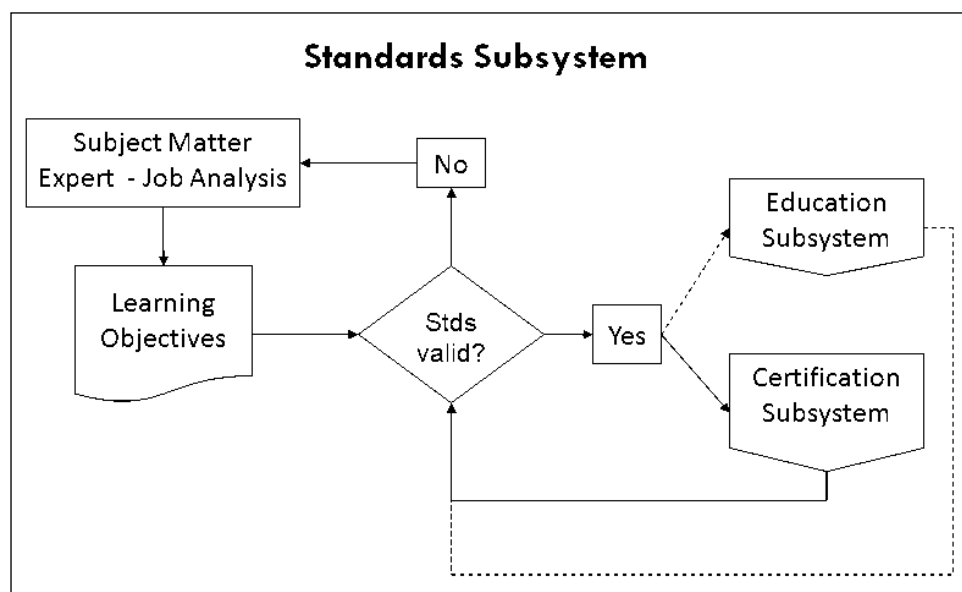 Standards Subsystem
Subject Matter
Expert - Job Analysis
No
Education
Subsystem
Learning
Objectives
Stds
valid?
Yes
Certification
Subsystem